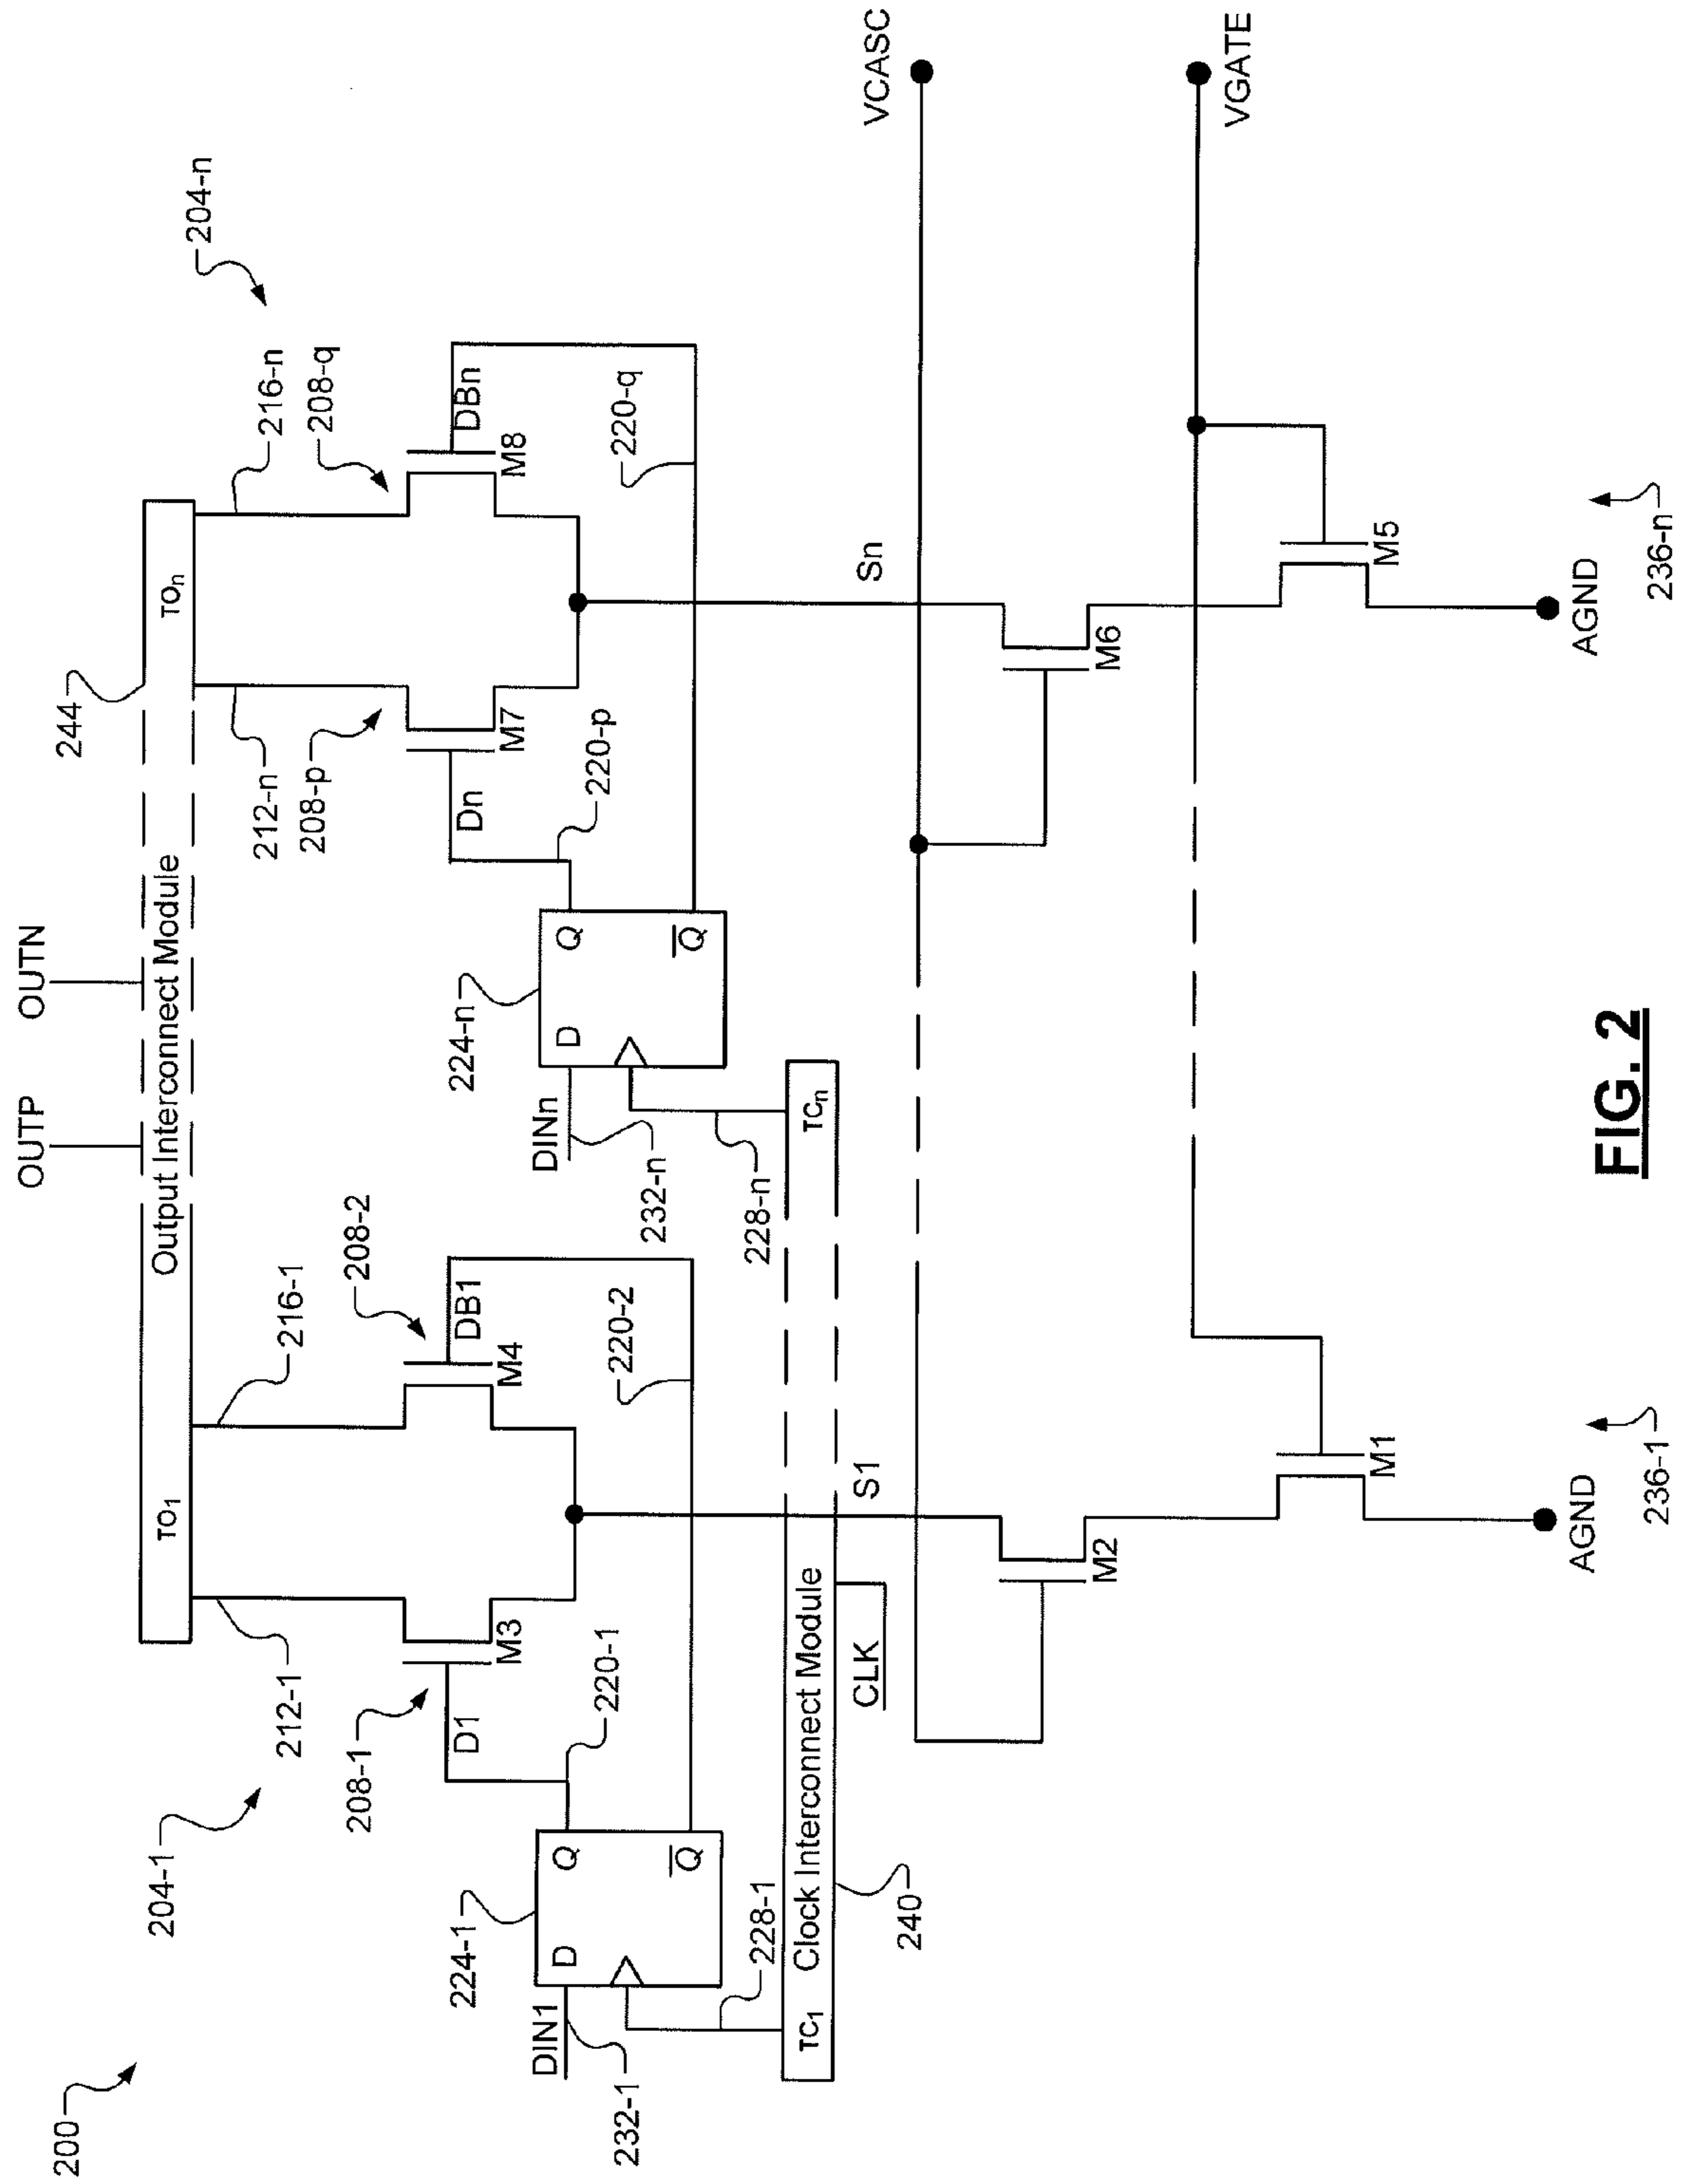 200
OUTP
OUTN
244
TO1
Output Interconnect Module
TOn
204-1
212-1
216-1
204-n
212-n
216-n
208-1
208-2
208-p
208-q
D1
M3
M4
DB1
Dn
M7
M8
DBn
224-1
220-1
220-2
224-n
220-p
220-q
DIN1
D
Q
Q̅
DINn
D
Q
Q̅
232-1
228-1
232-n
228-n
TC1
Clock Interconnect Module
TCn
240
CLK
S1
Sn
VCASC
M2
M6
VGATE
M1
M5
AGND
AGND
236-1
236-n
FIG. 2